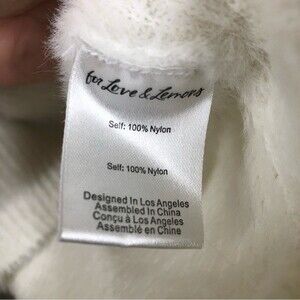 for Love & Lemons
Self: 100% Nylon
Self: 100% Nylon
Designed In Los Angeles
Assembled In China
Conçu à Los Angeles
Assemblé En Chine